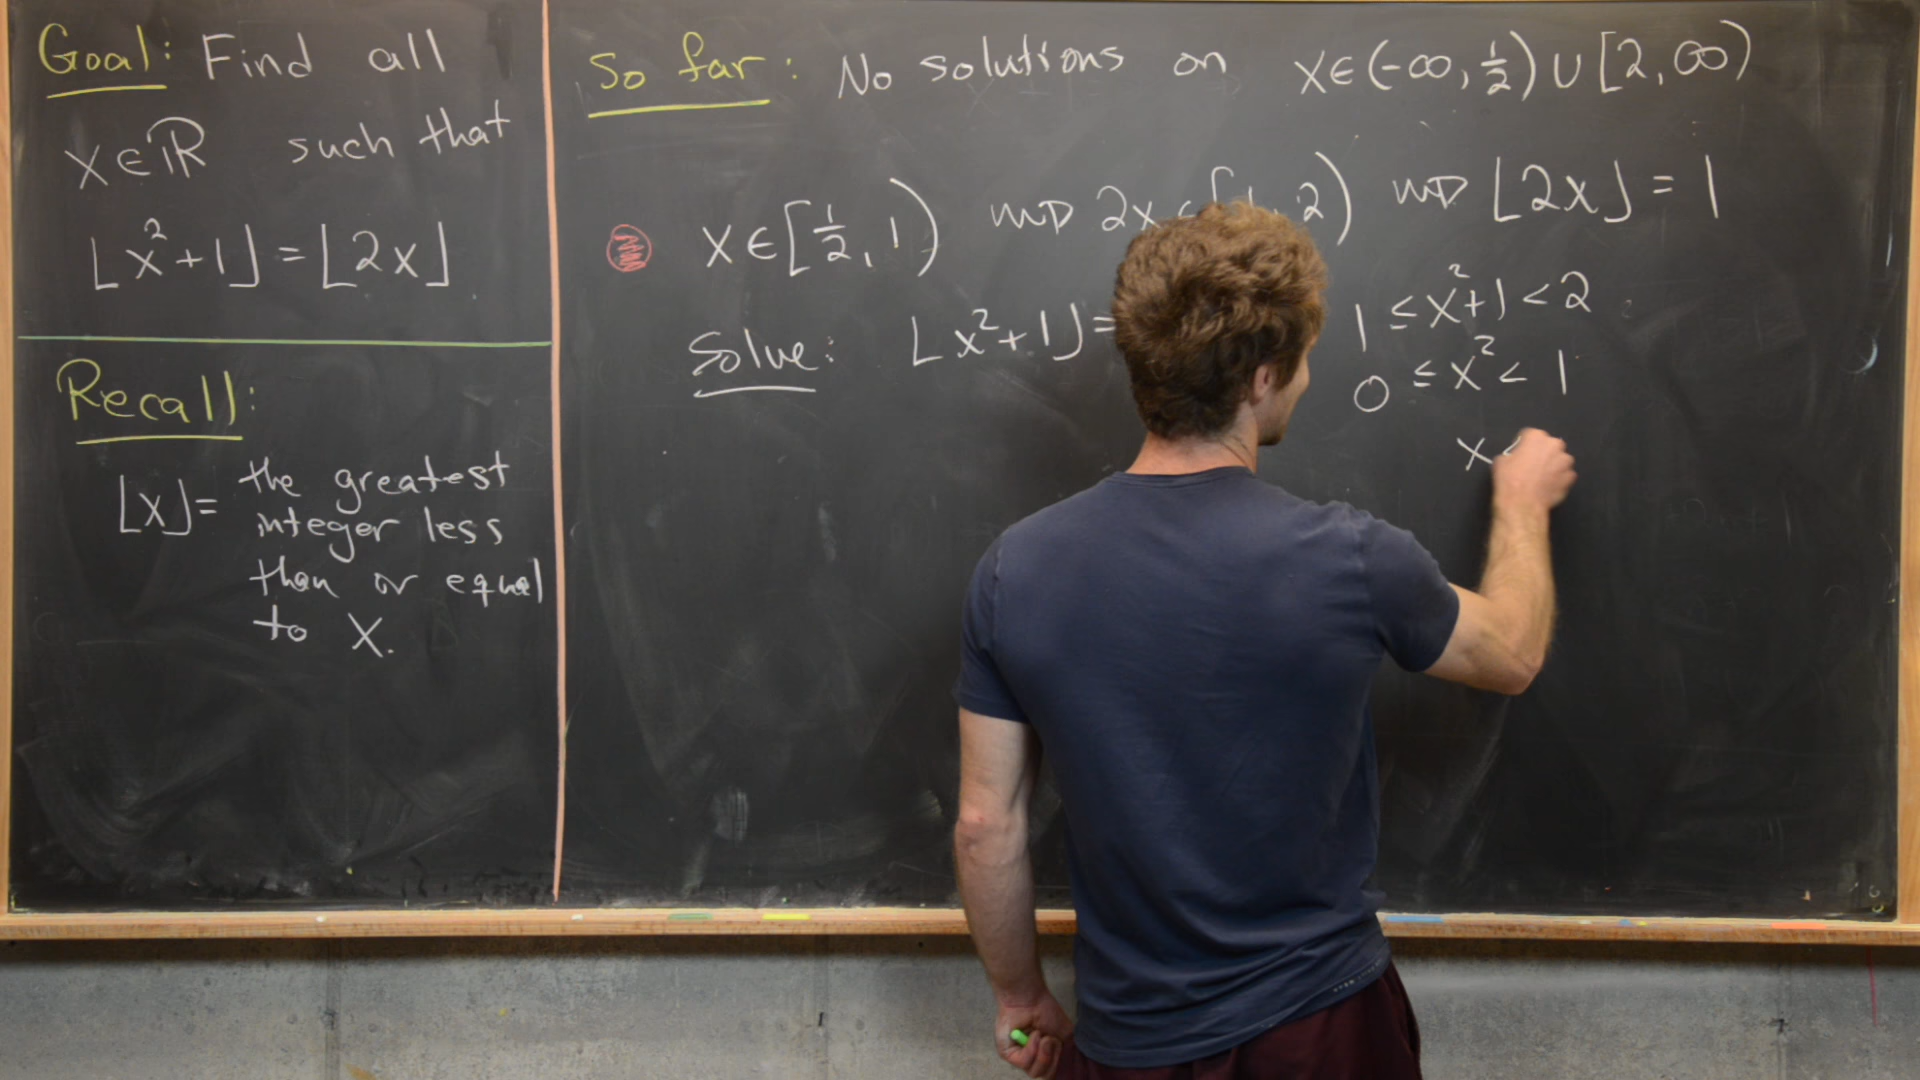 Goal: Find all
x∈ℝ such that
⌊x²+1⌋=⌊2x⌋
Recall:
⌊x⌋= the greatest
integer less
than or equal
to x.
So far: No solutions on x∈(-∞,½)∪[2,∞)
x∈[½,1) ⇝ 2x∈[1,2) ⇝ ⌊2x⌋=1
Solve: ⌊x²+1⌋=
1≤x²+1<2
0≤x²<1
x<